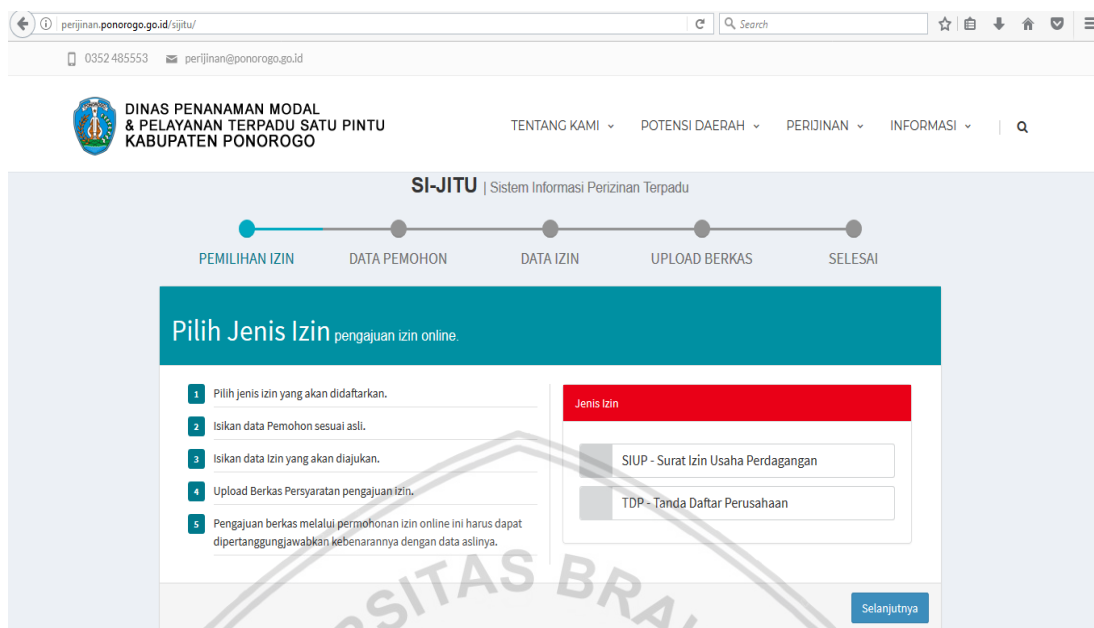 perijinan.ponorogo.go.id/sijitu/
Search
0352 485553 perijinan@ponorogo.go.id
DINAS PENANAMAN MODAL
& PELAYANAN TERPADU SATU PINTU
KABUPATEN PONOROGO
TENTANG KAMI POTENSI DAERAH PERIJINAN INFORMASI
SI-JITU | Sistem Informasi Perizinan Terpadu
PEMILIHAN IZIN DATA PEMOHON DATA IZIN UPLOAD BERKAS SELESAI
Pilih Jenis Izin pengajuan izin online.
1 Pilih jenis izin yang akan didaftarkan.
2 Isikan data Pemohon sesuai asli.
3 Isikan data Izin yang akan diajukan.
4 Upload Berkas Persyaratan pengajuan izin.
5 Pengajuan berkas melalui permohonan izin online ini harus dapat
dipertanggungjawabkan kebenarannya dengan data aslinya.
Jenis Izin
SIUP - Surat Izin Usaha Perdagangan
TDP - Tanda Daftar Perusahaan
Selanjutnya